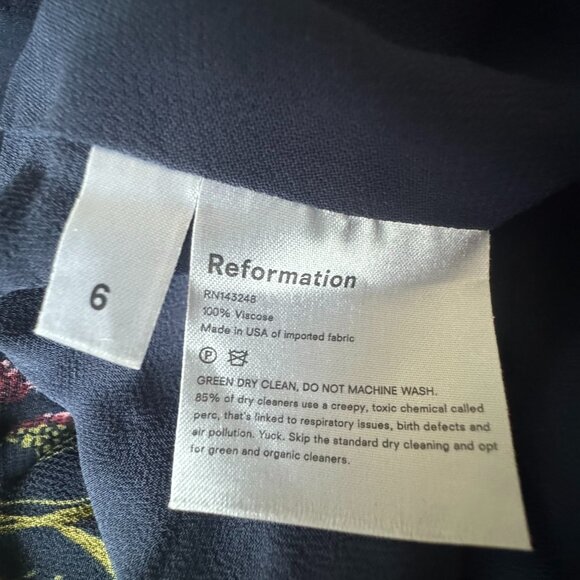 6
Reformation
RN143248
100% Viscose
Made in USA of imported fabric
P
GREEN DRY CLEAN, DO NOT MACHINE WASH.
85% of dry cleaners use a creepy, toxic chemical called
perc, that's linked to respiratory issues, birth defects and
air pollution. Yuck. Skip the standard dry cleaning and opt
for green and organic cleaners.